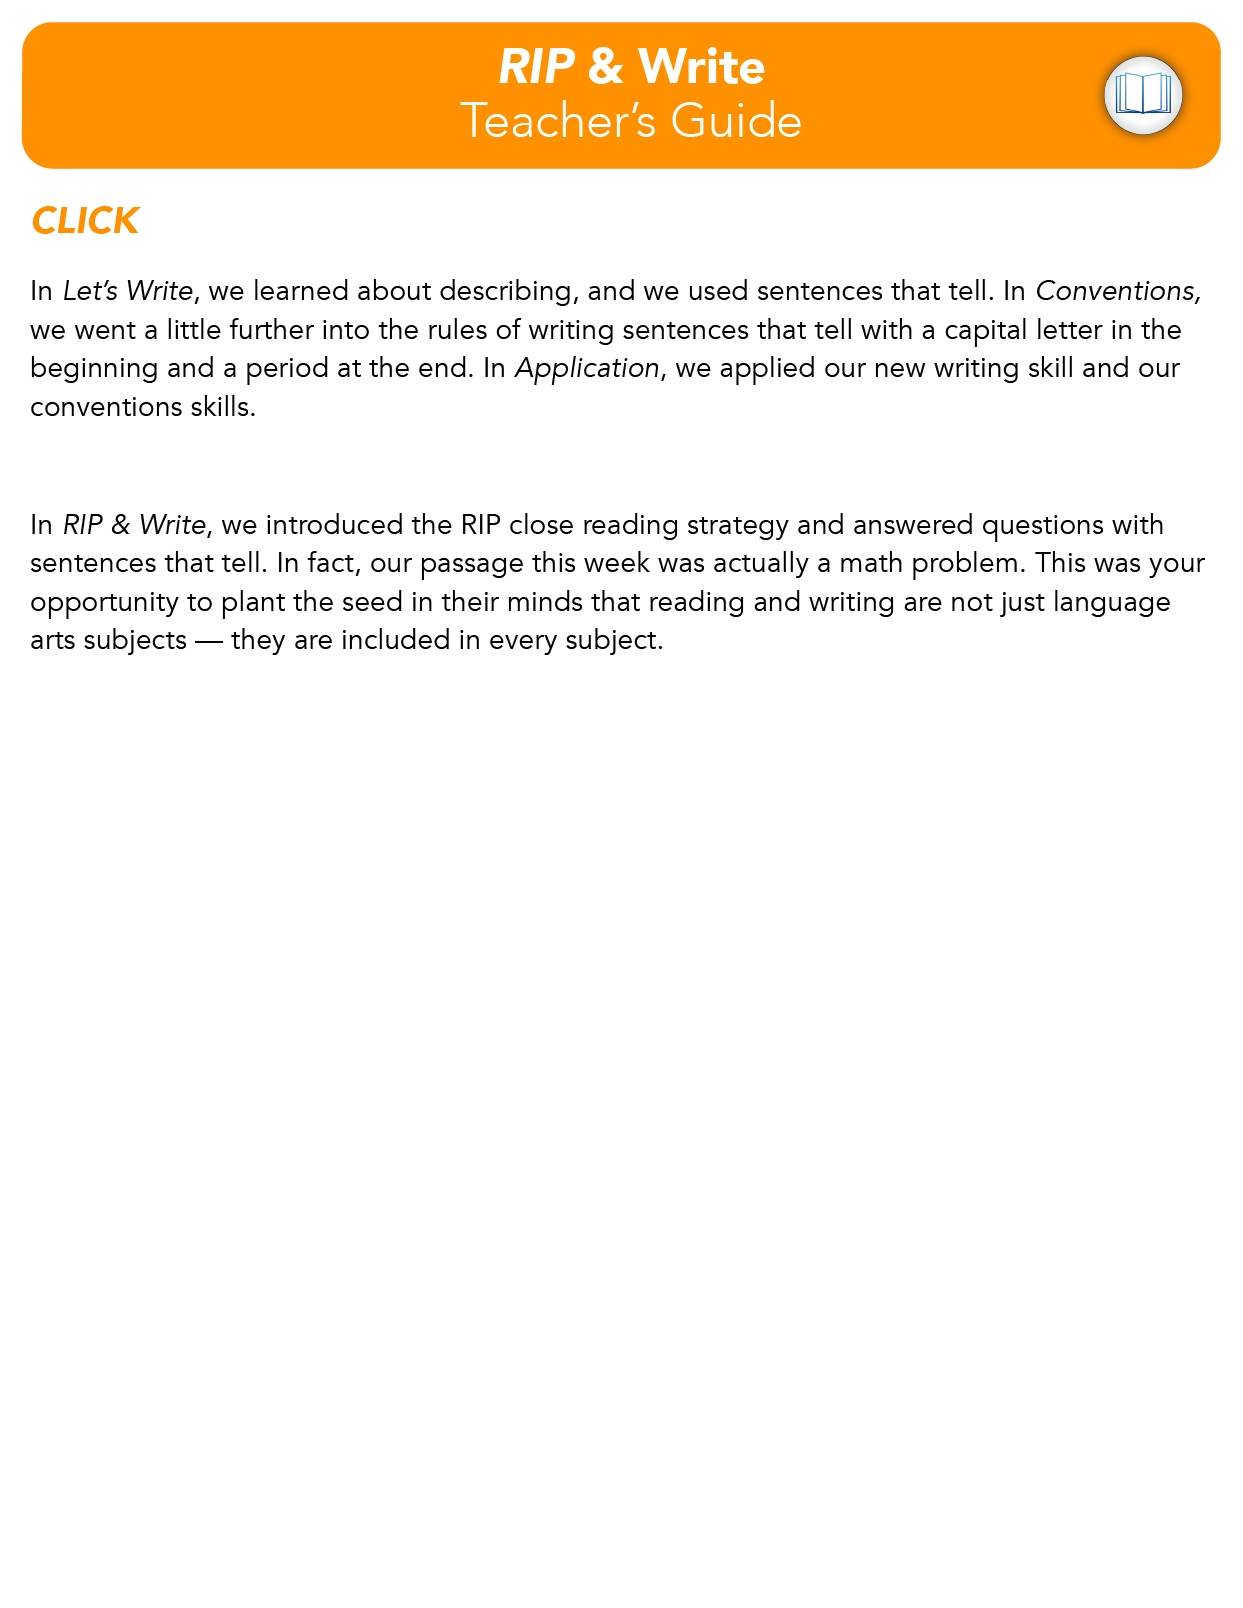 RIP & Write
Teacher’s Guide
CLICK
In Let’s Write, we learned about describing, and we used sentences that tell. In Conventions,
we went a little further into the rules of writing sentences that tell with a capital letter in the
beginning and a period at the end. In Application, we applied our new writing skill and our
conventions skills.
In RIP & Write, we introduced the RIP close reading strategy and answered questions with
sentences that tell. In fact, our passage this week was actually a math problem. This was your
opportunity to plant the seed in their minds that reading and writing are not just language
arts subjects — they are included in every subject.